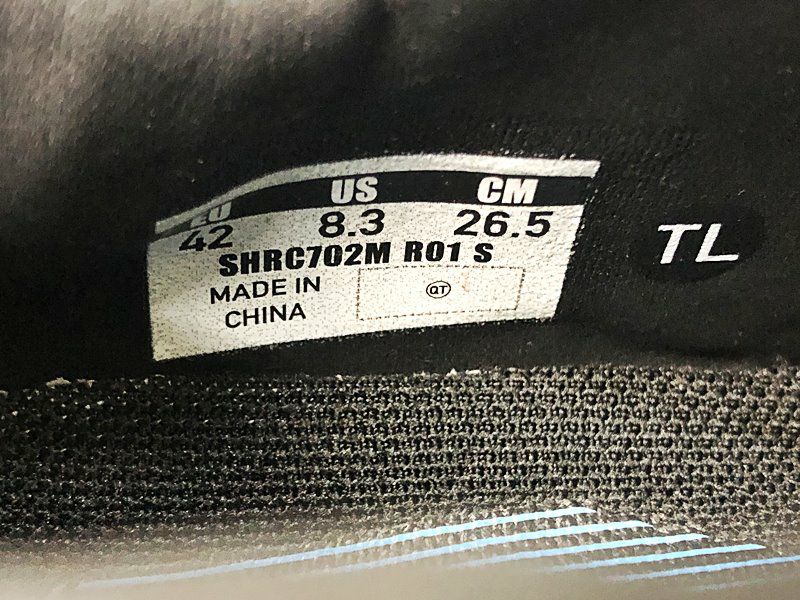 EU US CM
42 8.3 26.5
SHRC702M R01 S
MADE IN
CHINA
QT
TL